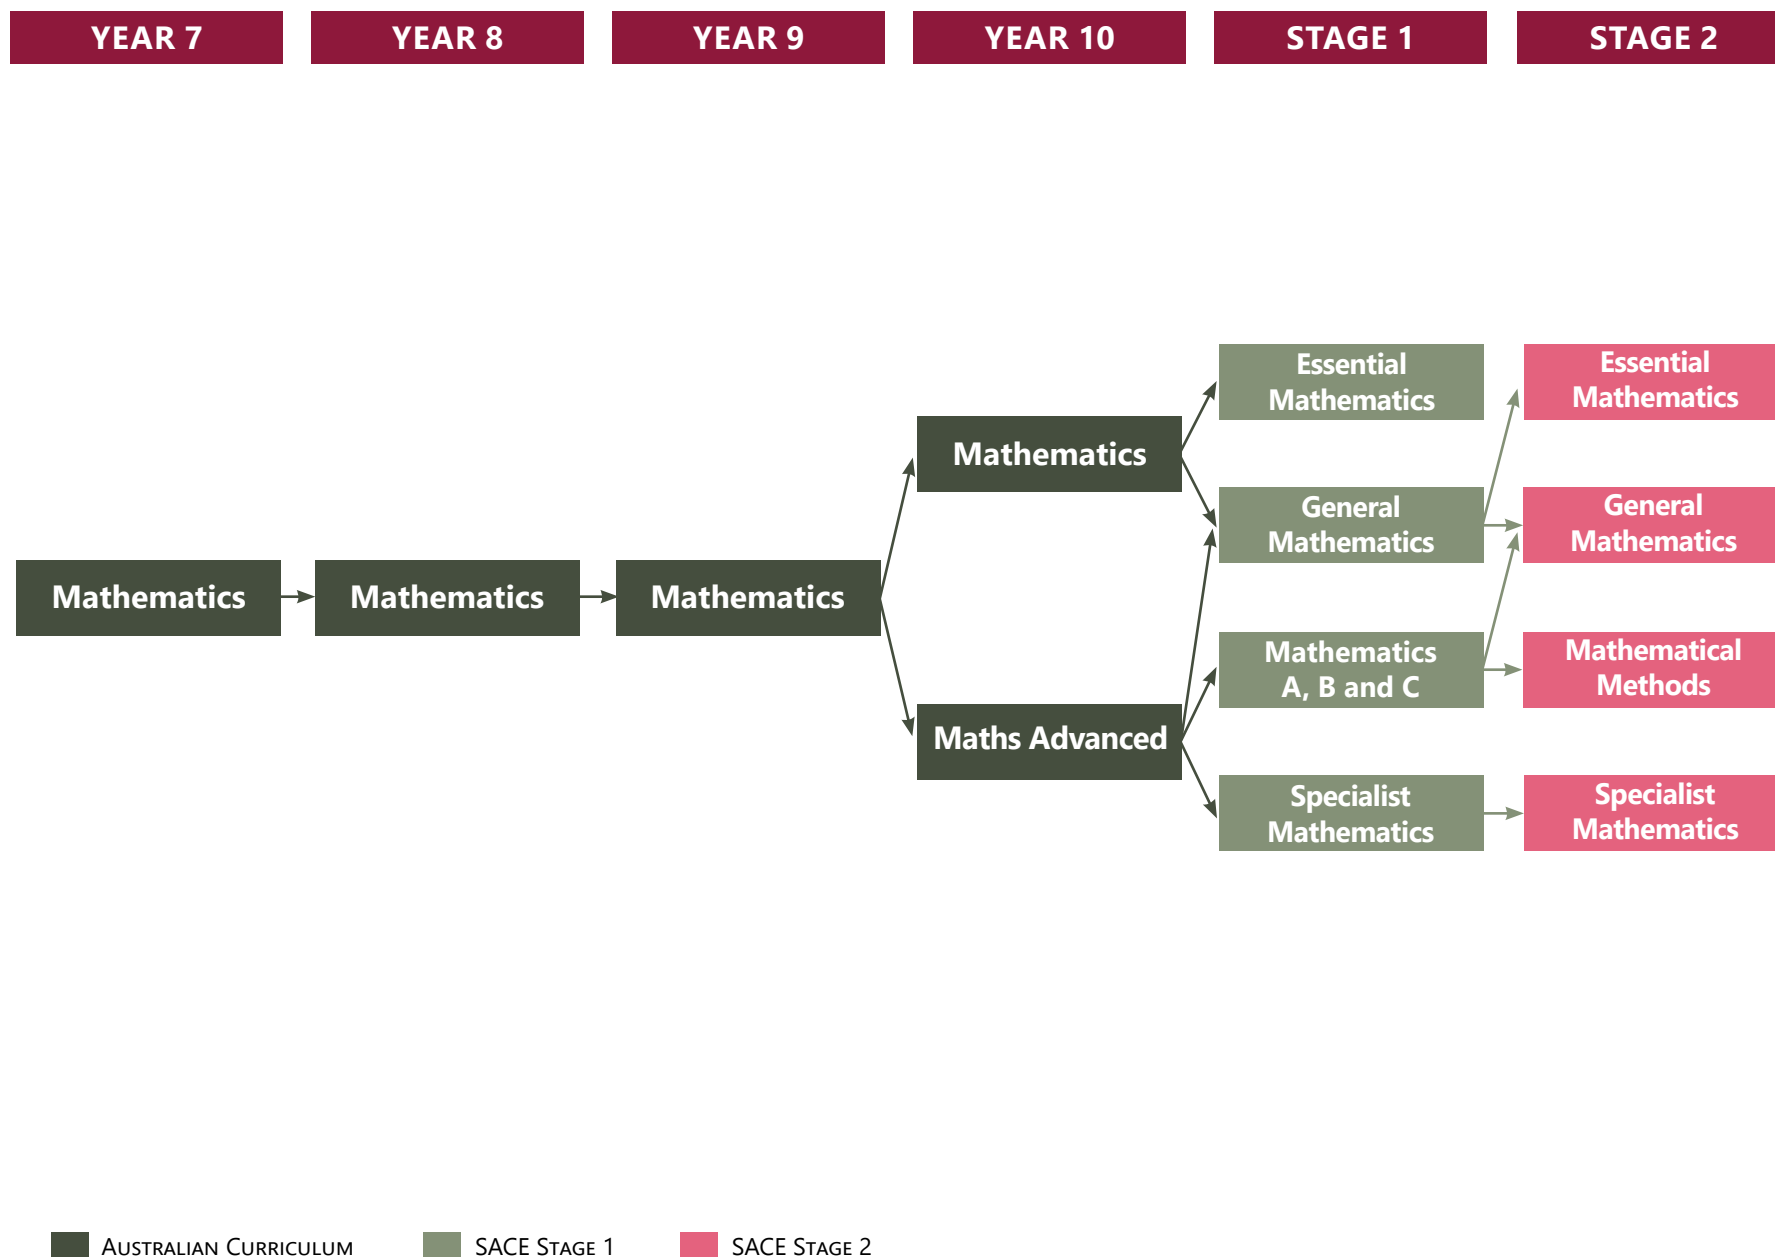 YEAR 7
YEAR 8
YEAR 9
YEAR 10
STAGE 1
STAGE 2
Mathematics
Mathematics
Mathematics
Mathematics
Maths Advanced
Essential
Mathematics
General
Mathematics
Mathematics
A, B and C
Specialist
Mathematics
Essential
Mathematics
General
Mathematics
Mathematical
Methods
Specialist
Mathematics
AUSTRALIAN CURRICULUM
SACE STAGE 1
SACE STAGE 2